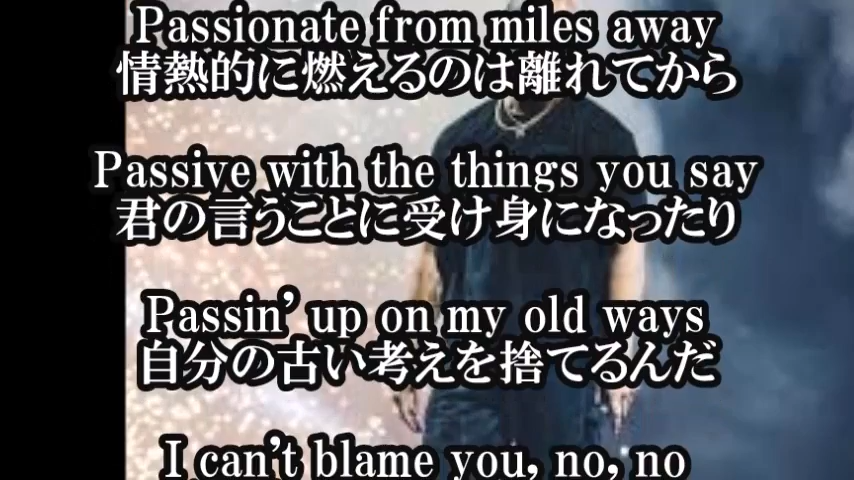 Passionate from miles away
情熱的に燃えるのは離れてから
Passive with the things you say
君の言うことに受け身になったり
Passin' up on my old ways
自分の古い考えを捨てるんだ
I can't blame you, no, no